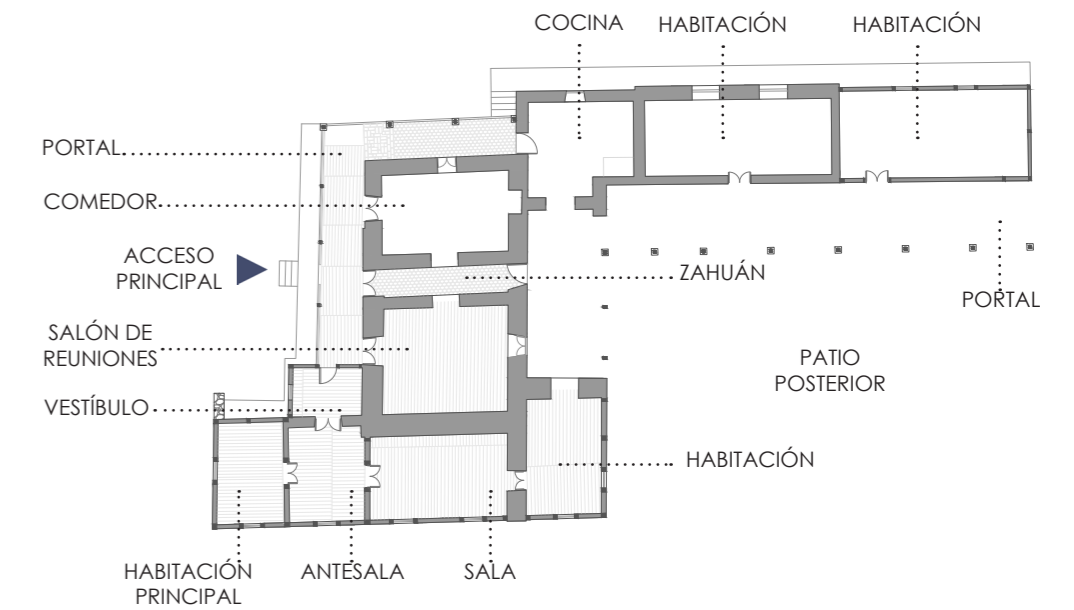 COCINA
HABITACIÓN
HABITACIÓN
PORTAL
COMEDOR
ACCESO
PRINCIPAL
ZAHUÁN
PORTAL
SALÓN DE
REUNIONES
PATIO
POSTERIOR
VESTÍBULO
HABITACIÓN
HABITACIÓN
PRINCIPAL
ANTESALA
SALA